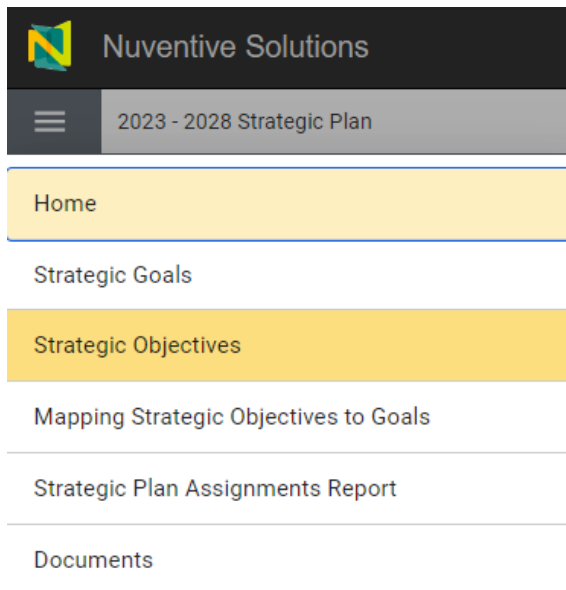 Nuventive Solutions
2023 - 2028 Strategic Plan
Home
Strategic Goals
Strategic Objectives
Mapping Strategic Objectives to Goals
Strategic Plan Assignments Report
Documents